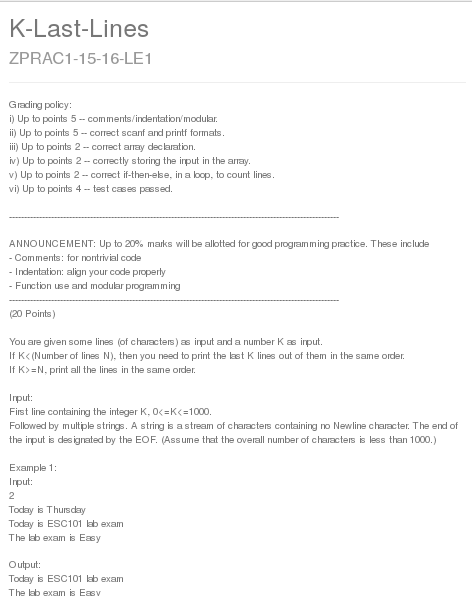 K-Last-Lines
ZPRAC1-15-16-LE1
Grading policy:
i) Up to points 5 -- comments/indentation/modular.
ii) Up to points 5 -- correct scanf and printf formats.
iii) Up to points 2 -- correct array declaration.
iv) Up to points 2 -- correctly storing the input in the array.
v) Up to points 2 -- correct if-then-else, in a loop, to count lines.
vi) Up to points 4 -- test cases passed.
--------------------------------------------------------------------------------------------------------------
ANNOUNCEMENT: Up to 20% marks will be allotted for good programming practice. These include
- Comments: for nontrivial code
- Indentation: align your code properly
- Function use and modular programming
--------------------------------------------------------------------------------------------------------------
(20 Points)
You are given some lines (of characters) as input and a number K as input.
If K<(Number of lines N), then you need to print the last K lines out of them in the same order.
If K>=N, print all the lines in the same order.
Input:
First line containing the integer K, 0<=K<=1000.
Followed by multiple strings. A string is a stream of characters containing no Newline character. The end of
the input is designated by the EOF. (Assume that the overall number of characters is less than 1000.)
Example 1:
Input:
2
Today is Thursday
Today is ESC101 lab exam
The lab exam is Easy
Output:
Today is ESC101 lab exam
The lab exam is Easy